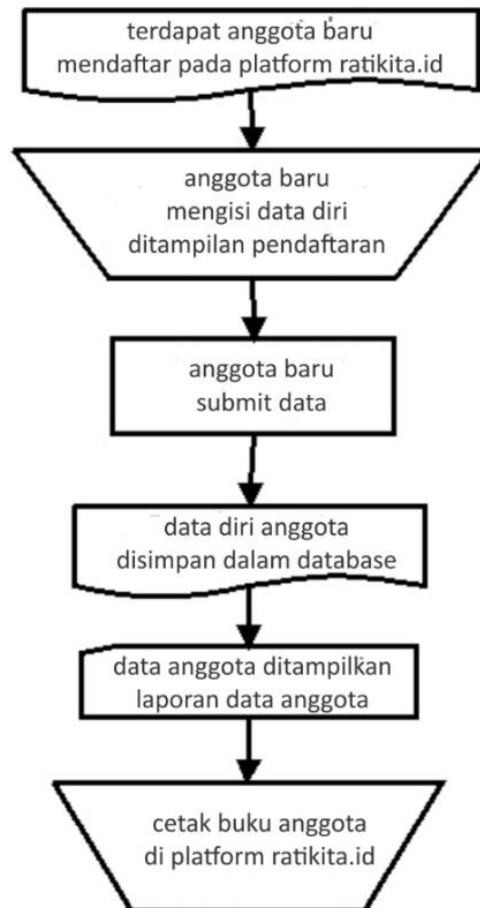 terdapat anggota baru
mendaftar pada platform ratikita.id
anggota baru
mengisi data diri
ditampilan pendaftaran
anggota baru
submit data
data diri anggota
disimpan dalam database
data anggota ditampilkan
laporan data anggota
cetak buku anggota
di platform ratikita.id